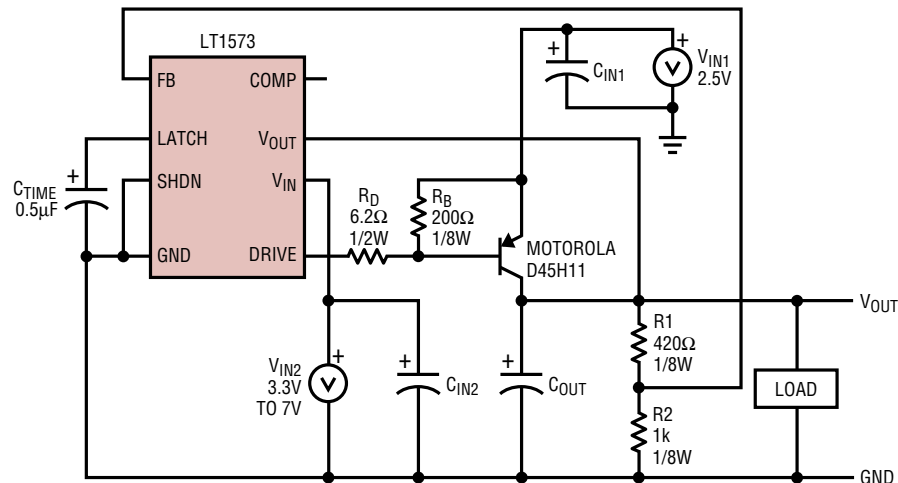 LT1573
FB
COMP
LATCH
VOUT
SHDN
VIN
GND
DRIVE
+
CTIME
0.5µF
RD
6.2Ω
1/2W
RB
200Ω
1/8W
+
CIN1
+
V
VIN1
2.5V
MOTOROLA
D45H11
VOUT
+
V
VIN2
3.3V
TO 7V
+
CIN2
+
COUT
R1
420Ω
1/8W
R2
1k
1/8W
LOAD
GND